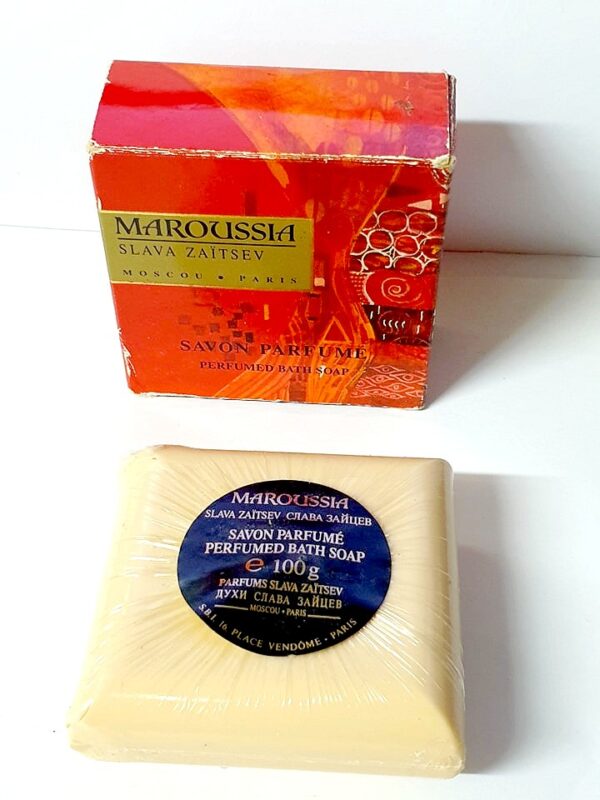 MAROUSSIA
SLAVA ZAÏTSEV
MOSCOU • PARIS
SAVON PARFUMÉ
PERFUMED BATH SOAP
MAROUSSIA
SLAVA ZAÏTSEV СЛАВА ЗАЙЦЕВ
SAVON PARFUMÉ
PERFUMED BATH SOAP
e 100g
PARFUMS SLAVA ZAÏTSEV
ДУХИ СЛАВА ЗАЙЦЕВ
MOSCOU • PARIS
S.B.I. 16, PLACE VENDÔME - PARIS